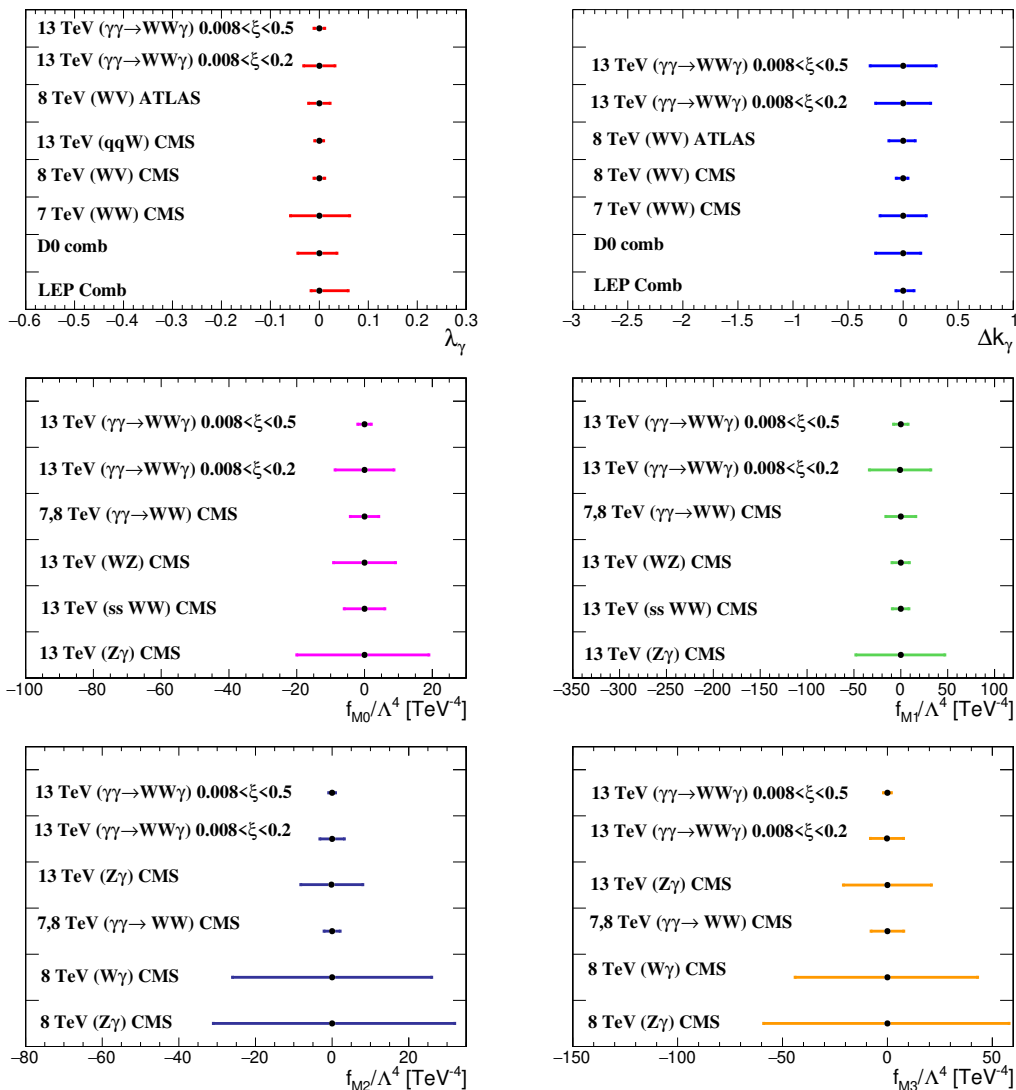 13 TeV (γγ→WWγ) 0.008<ξ<0.5
13 TeV (γγ→WWγ) 0.008<ξ<0.2
8 TeV (WV) ATLAS
13 TeV (qqW) CMS
8 TeV (WV) CMS
7 TeV (WW) CMS
D0 comb
LEP Comb
−0.6 −0.5 −0.4 −0.3 −0.2 −0.1 0 0.1 0.2 0.3
λγ
13 TeV (γγ→WWγ) 0.008<ξ<0.5
13 TeV (γγ→WWγ) 0.008<ξ<0.2
8 TeV (WV) ATLAS
8 TeV (WV) CMS
7 TeV (WW) CMS
D0 comb
LEP Comb
−3 −2.5 −2 −1.5 −1 −0.5 0 0.5 1
Δkγ
13 TeV (γγ→WWγ) 0.008<ξ<0.5
13 TeV (γγ→WWγ) 0.008<ξ<0.2
7,8 TeV (γγ→WW) CMS
13 TeV (WZ) CMS
13 TeV (ss WW) CMS
13 TeV (Zγ) CMS
−100 −80 −60 −40 −20 0 20
fM0/Λ⁴ [TeV⁻⁴]
13 TeV (γγ→WWγ) 0.008<ξ<0.5
13 TeV (γγ→WWγ) 0.008<ξ<0.2
7,8 TeV (γγ→WW) CMS
13 TeV (WZ) CMS
13 TeV (ss WW) CMS
13 TeV (Zγ) CMS
−350 −300 −250 −200 −150 −100 −50 0 50 100
fM1/Λ⁴ [TeV⁻⁴]
13 TeV (γγ→WWγ) 0.008<ξ<0.5
13 TeV (γγ→WWγ) 0.008<ξ<0.2
13 TeV (Zγ) CMS
7,8 TeV (γγ→ WW) CMS
8 TeV (Wγ) CMS
8 TeV (Zγ) CMS
−80 −60 −40 −20 0 20
fM2/Λ⁴ [TeV⁻⁴]
13 TeV (γγ→WWγ) 0.008<ξ<0.5
13 TeV (γγ→WWγ) 0.008<ξ<0.2
13 TeV (Zγ) CMS
7,8 TeV (γγ→ WW) CMS
8 TeV (Wγ) CMS
8 TeV (Zγ) CMS
−150 −100 −50 0 50
fM3/Λ⁴ [TeV⁻⁴]